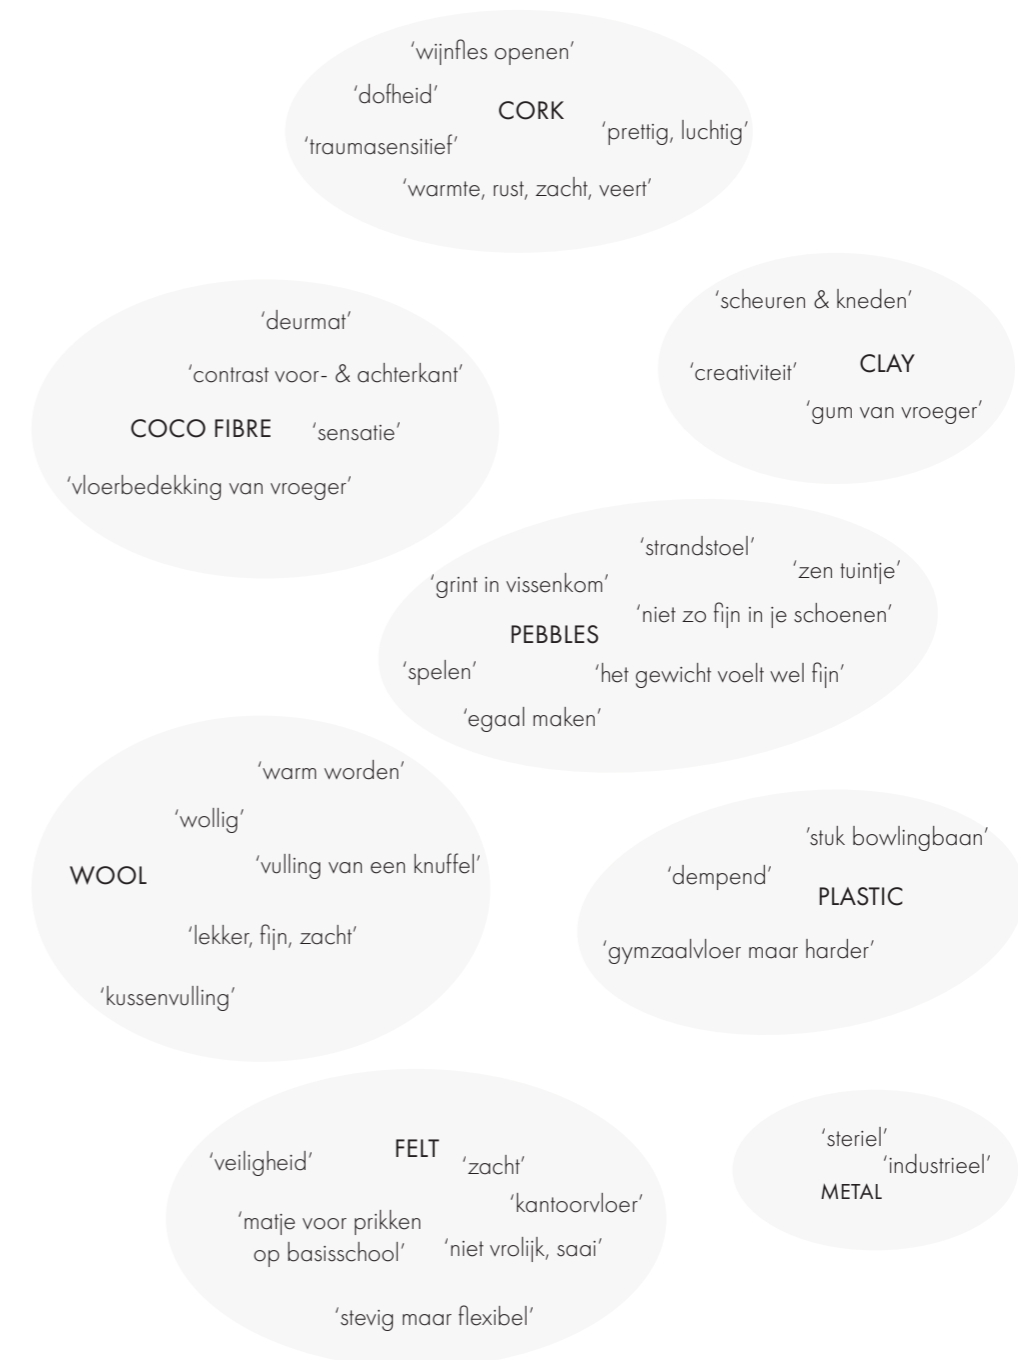 ‘wijnfles openen’
‘dofheid’
CORK
‘prettig, luchtig’
‘traumasensitief’
‘warmte, rust, zacht, veert’
‘deurmat’
‘contrast voor- & achterkant’
COCO FIBRE
‘sensatie’
‘vloerbedekking van vroeger’
‘scheuren & kneden’
‘creativiteit’
CLAY
‘gum van vroeger’
‘strandstoel’
‘zen tuintje’
‘grint in vissenkom’
‘niet zo fijn in je schoenen’
PEBBLES
‘spelen’
‘het gewicht voelt wel fijn’
‘egaal maken’
‘warm worden’
‘wollig’
‘vulling van een knuffel’
WOOL
‘lekker, fijn, zacht’
‘kussenvulling’
‘stuk bowlingbaan’
‘dempend’
PLASTIC
‘gymzaalvloer maar harder’
FELT
‘veiligheid’
‘zacht’
‘kantoorvloer’
‘matje voor prikken
op basisschool’
‘niet vrolijk, saai’
‘stevig maar flexibel’
‘steriel’
‘industrieel’
METAL